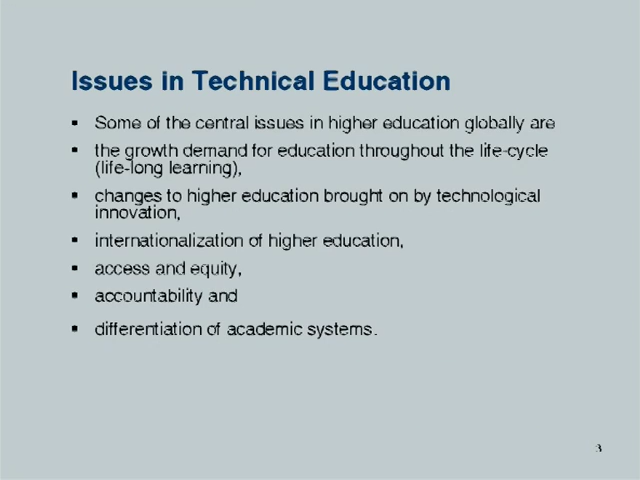 Issues in Technical Education
▪ Some of the central issues in higher education globally are
▪ the growth demand for education throughout the life-cycle
(life-long learning),
▪ changes to higher education brought on by technological
innovation,
▪ internationalization of higher education,
▪ access and equity,
▪ accountability and
▪ differentiation of academic systems.
3